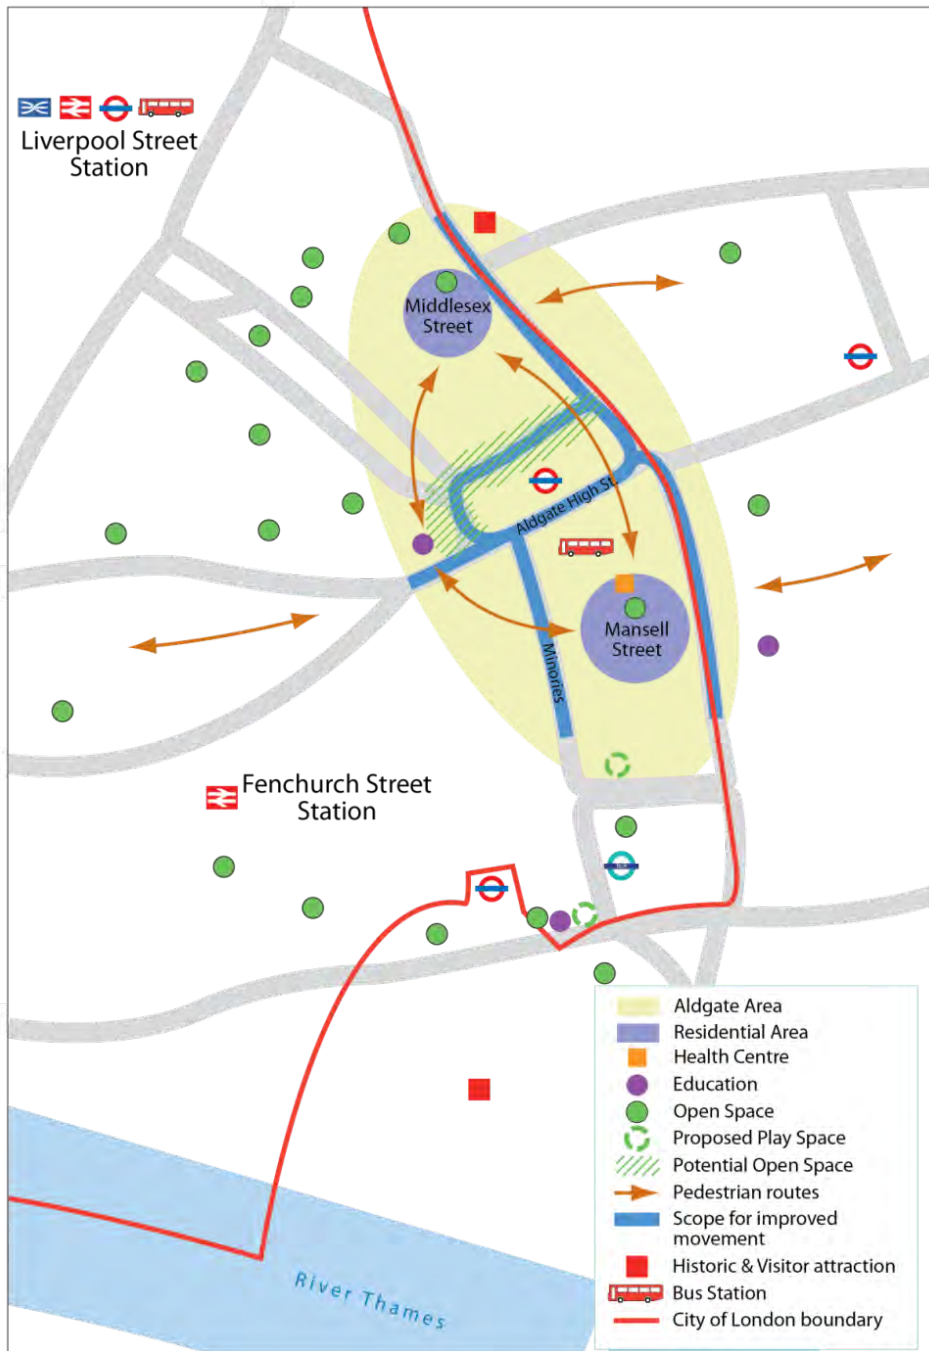 Liverpool Street
Station
Middlesex
Street
Aldgate High St.
Mansell
Street
Minories
Fenchurch Street
Station
Aldgate Area
Residential Area
Health Centre
Education
Open Space
Proposed Play Space
Potential Open Space
Pedestrian routes
Scope for improved
movement
Historic & Visitor attraction
Bus Station
City of London boundary
River Thames